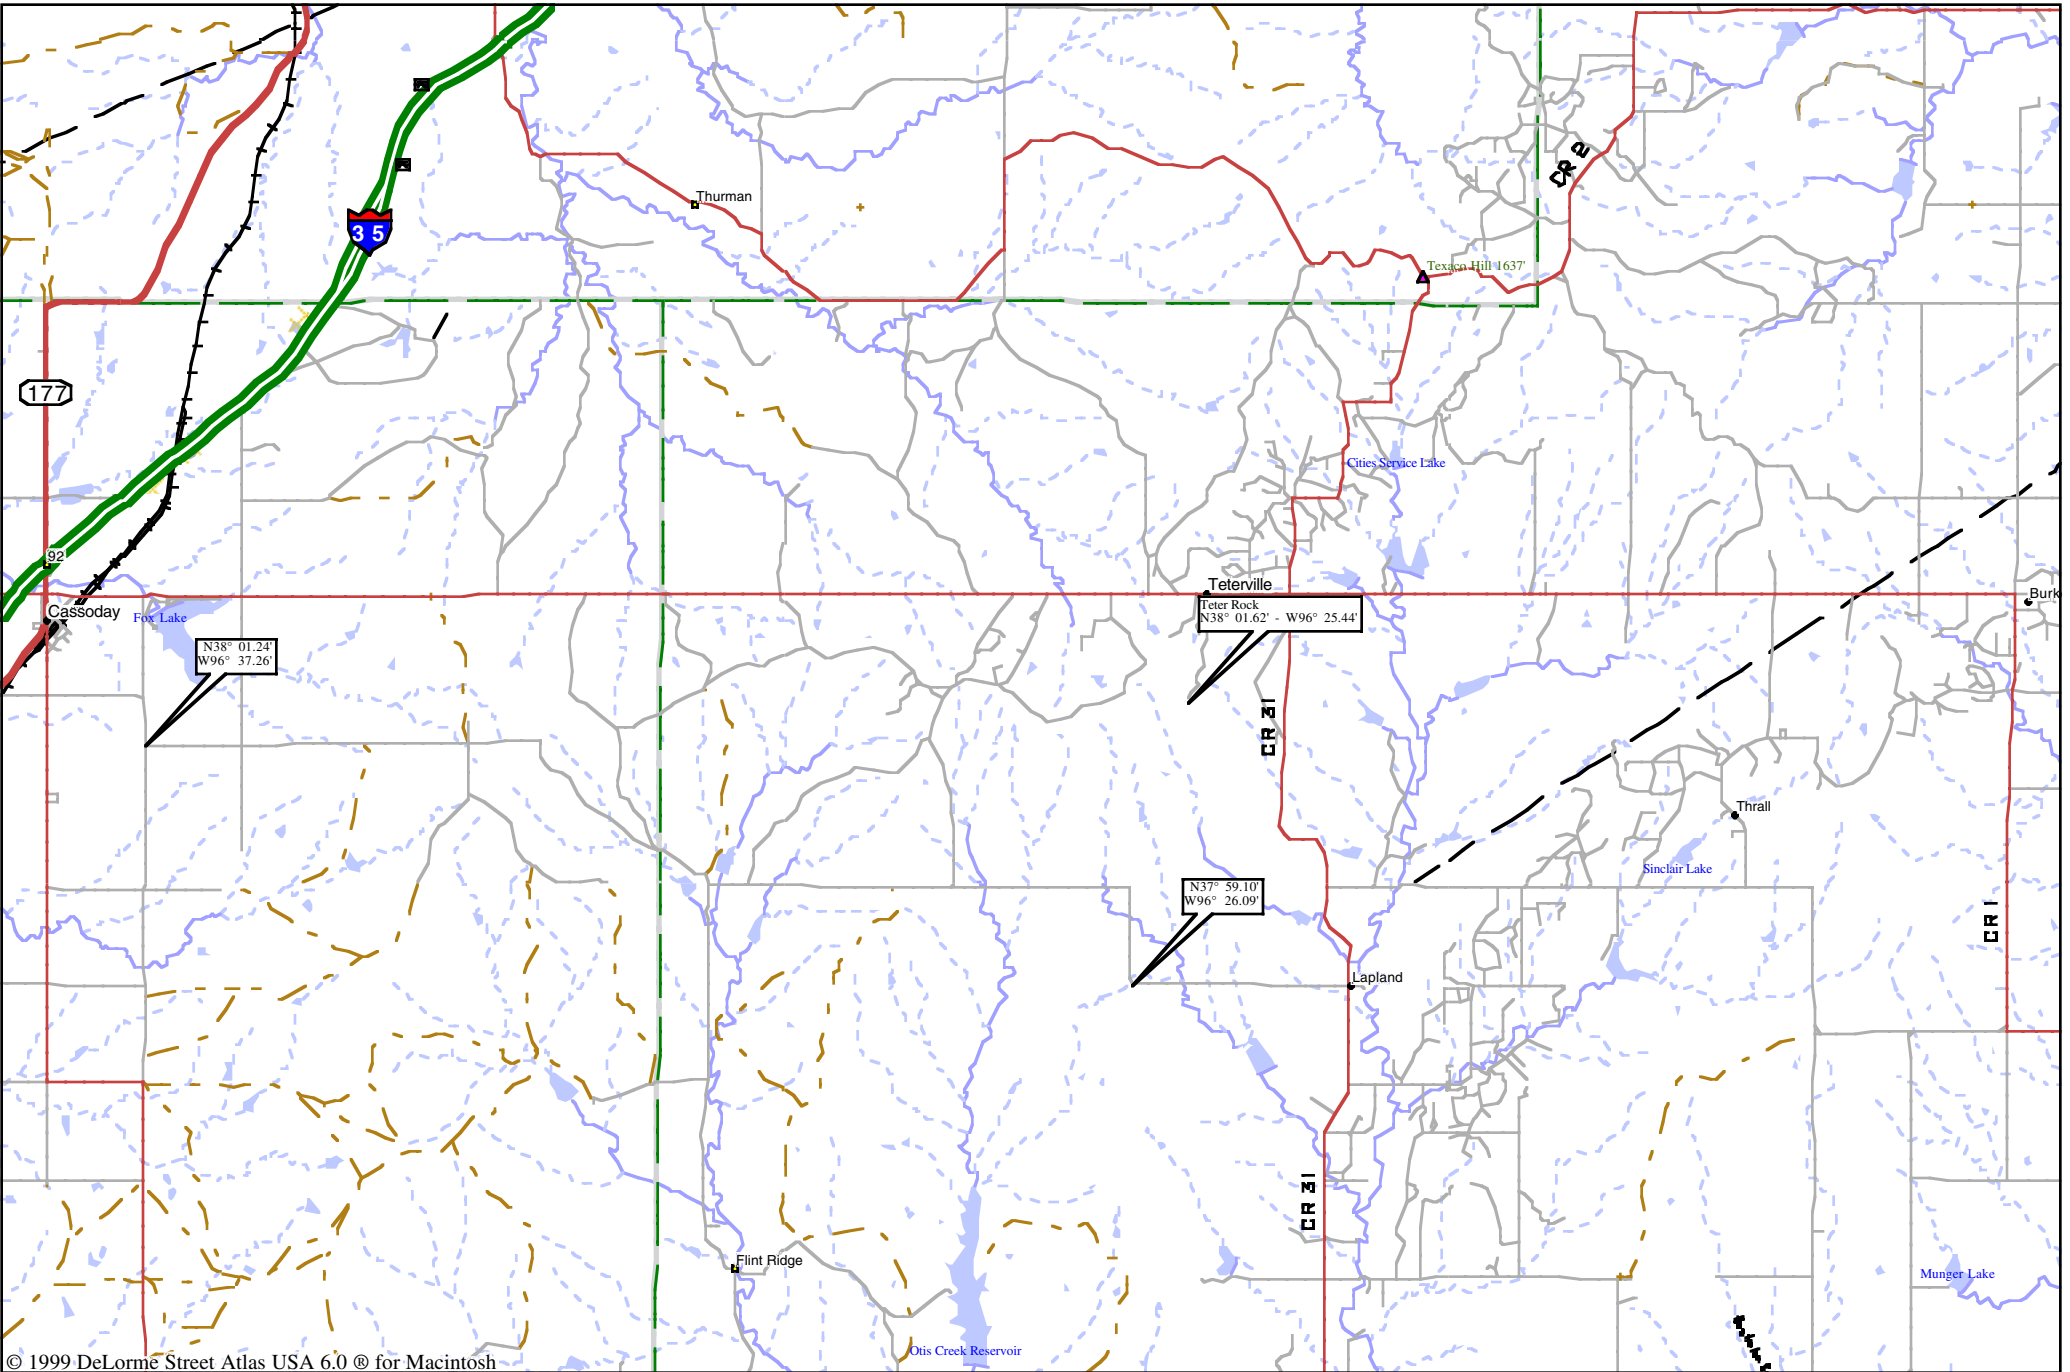 CR 2
Thurman
35
Texaco Hill 1637'
177
Cities Service Lake
92
Teterville
Burk
Cassoday
Fox Lake
Teter Rock
N38° 01.62' - W96° 25.44'
N38° 01.24'
W96° 37.26'
CR 31
Thrall
Sinclair Lake
N37° 59.10'
W96° 26.09'
CR 1
Lapland
CR 31
Flint Ridge
Munger Lake
Otis Creek Reservoir
© 1999 DeLorme Street Atlas USA 6.0 ® for Macintosh